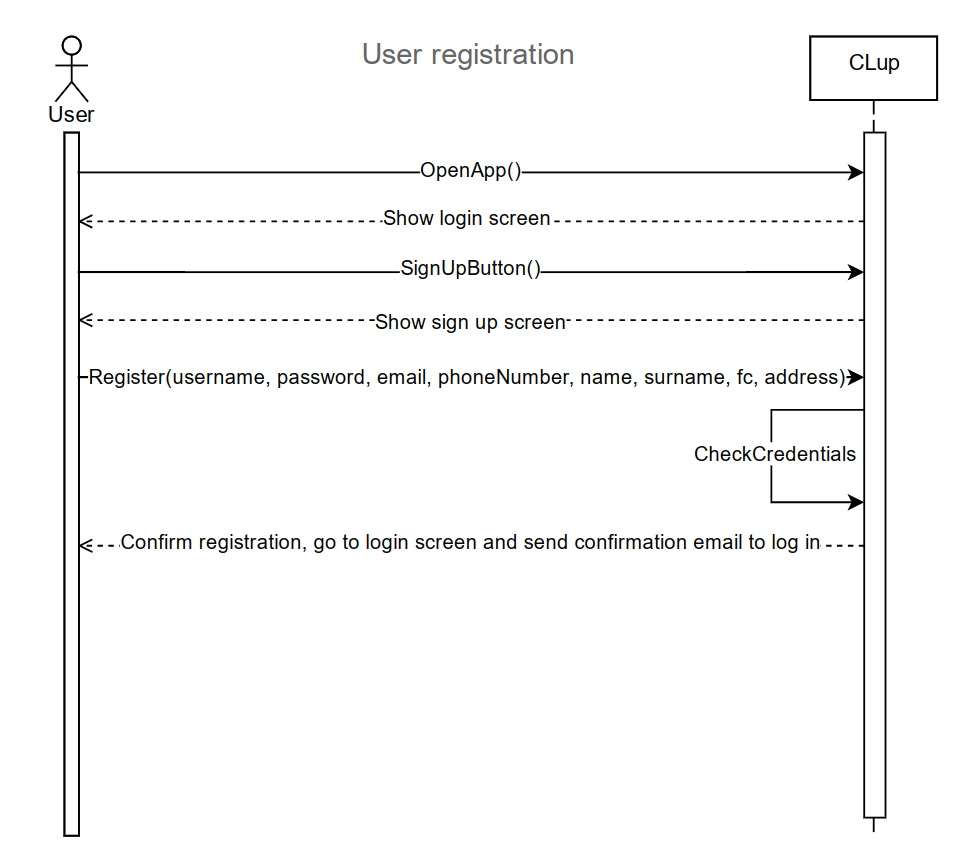 User registration
CLup
User
OpenApp()
Show login screen
SignUpButton()
Show sign up screen
Register(username, password, email, phoneNumber, name, surname, fc, address)
CheckCredentials
Confirm registration, go to login screen and send confirmation email to log in